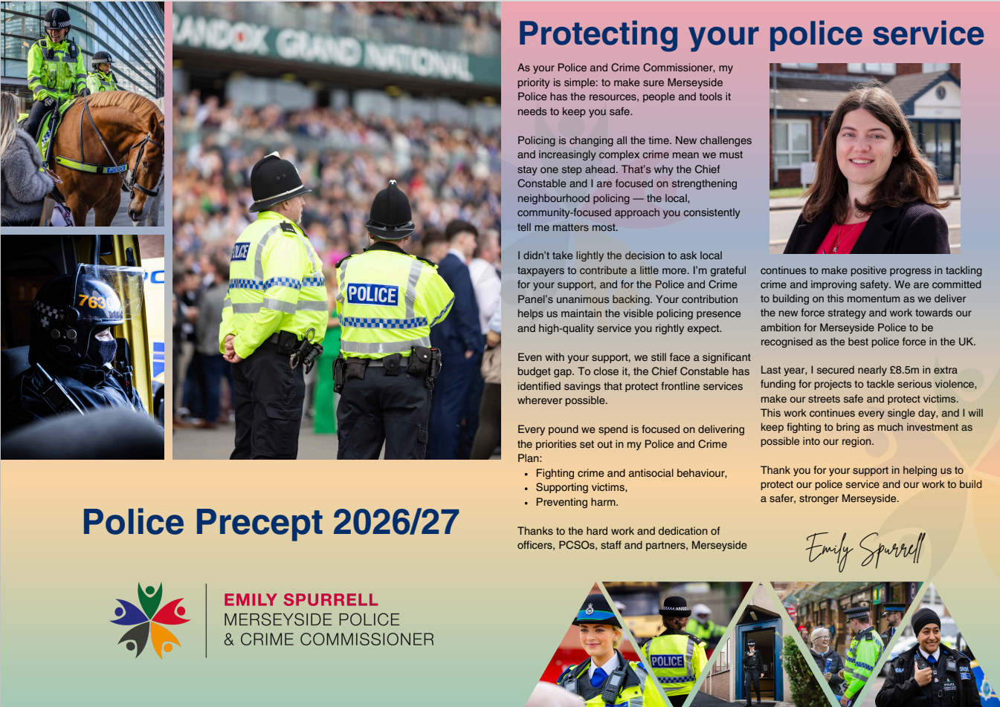 RANDOX GRAND NATIONAL
POLICE
7630
POLICE
POLICE
Police Precept 2026/27
EMILY SPURRELL
MERSEYSIDE POLICE
& CRIME COMMISSIONER
Protecting your police service
As your Police and Crime Commissioner, my
priority is simple: to make sure Merseyside
Police has the resources, people and tools it
needs to keep you safe.
Policing is changing all the time. New challenges
and increasingly complex crime mean we must
stay one step ahead. That’s why the Chief
Constable and I are focused on strengthening
neighbourhood policing — the local,
community-focused approach you consistently
tell me matters most.
I didn’t take lightly the decision to ask local
taxpayers to contribute a little more. I’m grateful
for your support, and for the Police and Crime
Panel’s unanimous backing. Your contribution
helps us maintain the visible policing presence
and high-quality service you rightly expect.
Even with your support, we still face a significant
budget gap. To close it, the Chief Constable has
identified savings that protect frontline services
wherever possible.
Every pound we spend is focused on delivering
the priorities set out in my Police and Crime
Plan:
• Fighting crime and antisocial behaviour,
• Supporting victims,
• Preventing harm.
Thanks to the hard work and dedication of
officers, PCSOs, staff and partners, Merseyside
continues to make positive progress in tackling
crime and improving safety. We are committed
to building on this momentum as we deliver
the new force strategy and work towards our
ambition for Merseyside Police to be
recognised as the best police force in the UK.
Last year, I secured nearly £8.5m in extra
funding for projects to tackle serious violence,
make our streets safe and protect victims.
This work continues every single day, and I will
keep fighting to bring as much investment as
possible into our region.
Thank you for your support in helping us to
protect our police service and our work to build
a safer, stronger Merseyside.
Emily Spurrell
POLICE